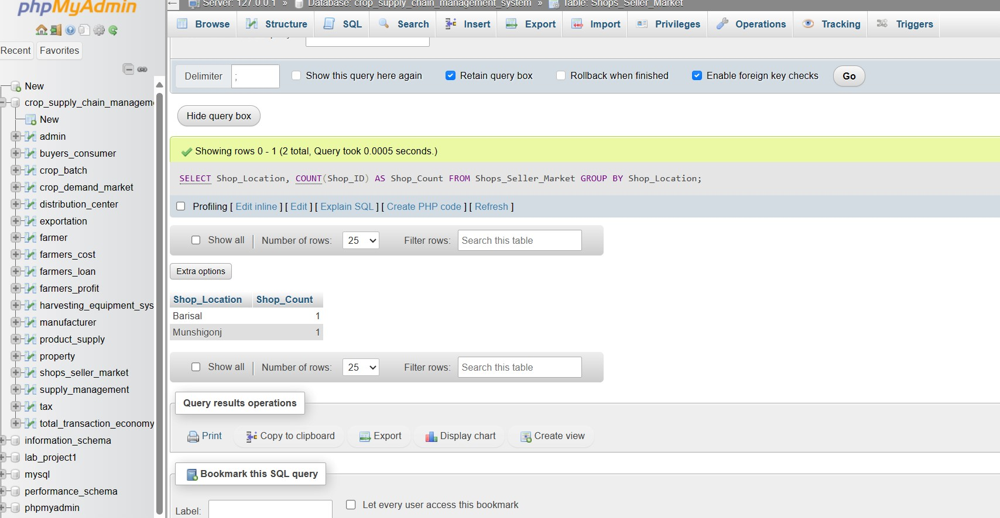 phpMyAdmin
Recent Favorites
New
crop_supply_chain_managem
New
admin
buyers_consumer
crop_batch
crop_demand_market
distribution_center
exportation
farmer
farmers_cost
farmers_loan
farmers_profit
harvesting_equipment_sys
manufacturer
product_supply
property
shops_seller_market
supply_management
tax
total_transaction_economy
information_schema
lab_project1
mysql
performance_schema
phpmyadmin
Server: 127.0.0.1 » Database: crop_supply_chain_management_system » Table: Shops_Seller_Market
Browse Structure SQL Search Insert Export Import Privileges Operations Tracking Triggers
Delimiter ; Show this query here again Retain query box Rollback when finished Enable foreign key checks Go
Hide query box
Showing rows 0 - 1 (2 total, Query took 0.0005 seconds.)
SELECT Shop_Location, COUNT(Shop_ID) AS Shop_Count FROM Shops_Seller_Market GROUP BY Shop_Location;
Profiling [ Edit inline ] [ Edit ] [ Explain SQL ] [ Create PHP code ] [ Refresh ]
Show all | Number of rows: 25 Filter rows: Search this table
Extra options
Shop_Location Shop_Count
Barisal 1
Munshigonj 1
Show all | Number of rows: 25 Filter rows: Search this table
Query results operations
Print Copy to clipboard Export Display chart Create view
Bookmark this SQL query
Label: Let every user access this bookmark